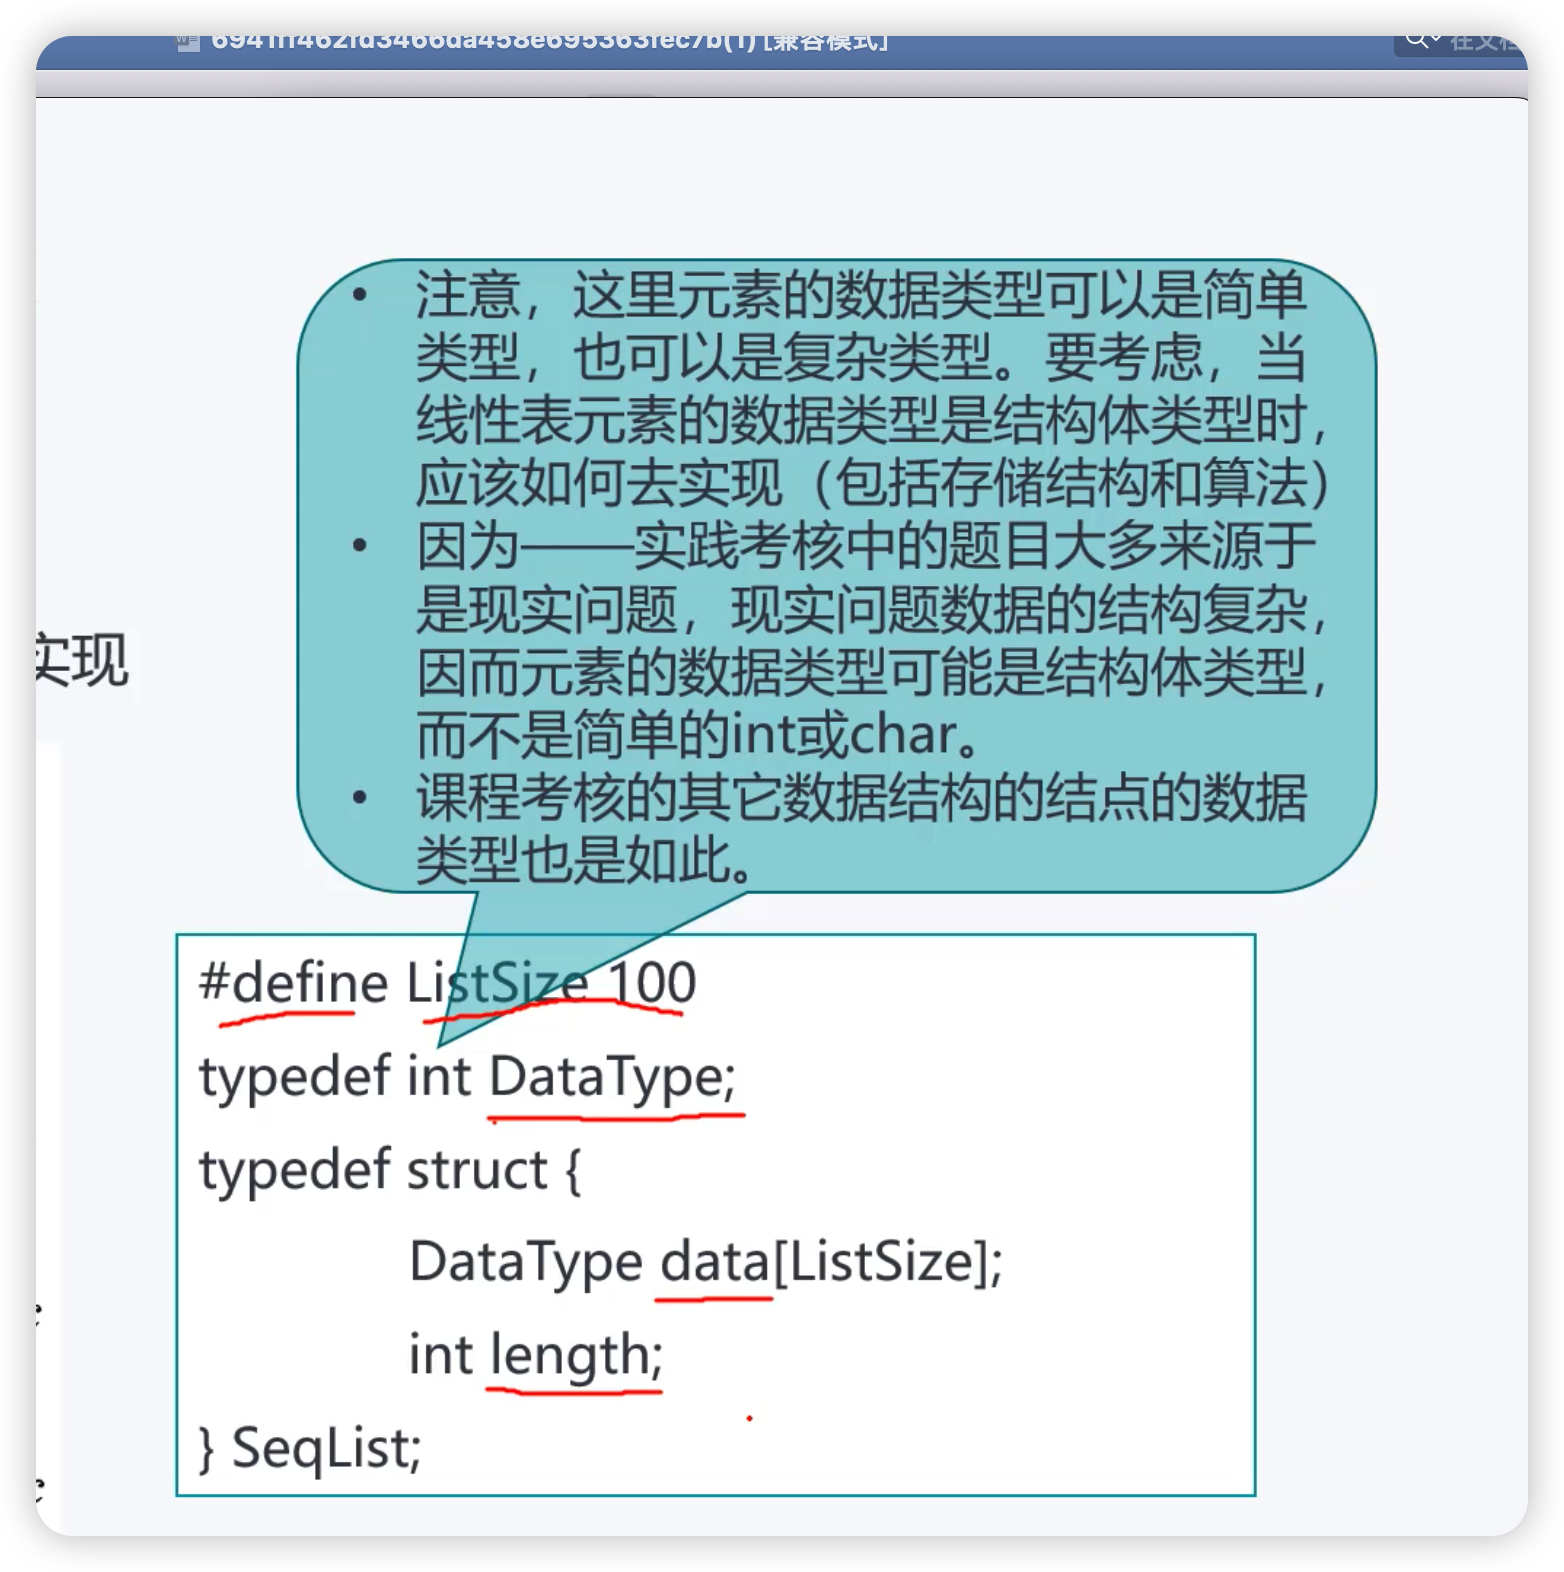 [兼容模式]
注意，这里元素的数据类型可以是简单
类型，也可以是复杂类型。要考虑，当
线性表元素的数据类型是结构体类型时，
应该如何去实现（包括存储结构和算法）
因为——实践考核中的题目大多来源于
是现实问题，现实问题数据的结构复杂，
因而元素的数据类型可能是结构体类型，
而不是简单的int或char。
课程考核的其它数据结构的结点的数据
类型也是如此。
实现
#define ListSize 100
typedef int DataType;
typedef struct {
DataType data[ListSize];
int length;
} SeqList;